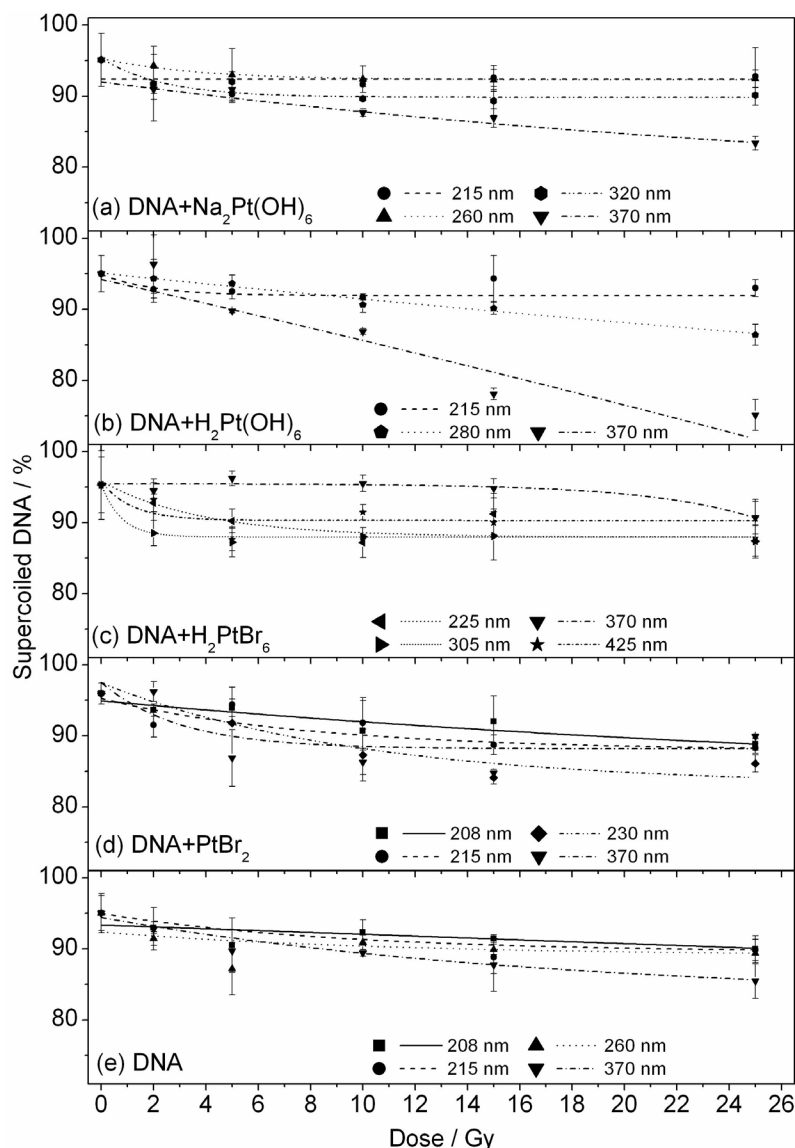 Supercoiled DNA / %
100
90
80
(a) DNA+Na₂Pt(OH)₆
215 nm
320 nm
260 nm
370 nm
100
90
80
(b) DNA+H₂Pt(OH)₆
215 nm
280 nm
370 nm
100
90
80
(c) DNA+H₂PtBr₆
225 nm
370 nm
305 nm
425 nm
100
90
80
(d) DNA+PtBr₂
208 nm
230 nm
215 nm
370 nm
100
90
80
(e) DNA
208 nm
260 nm
215 nm
370 nm
0 2 4 6 8 10 12 14 16 18 20 22 24 26
Dose / Gy